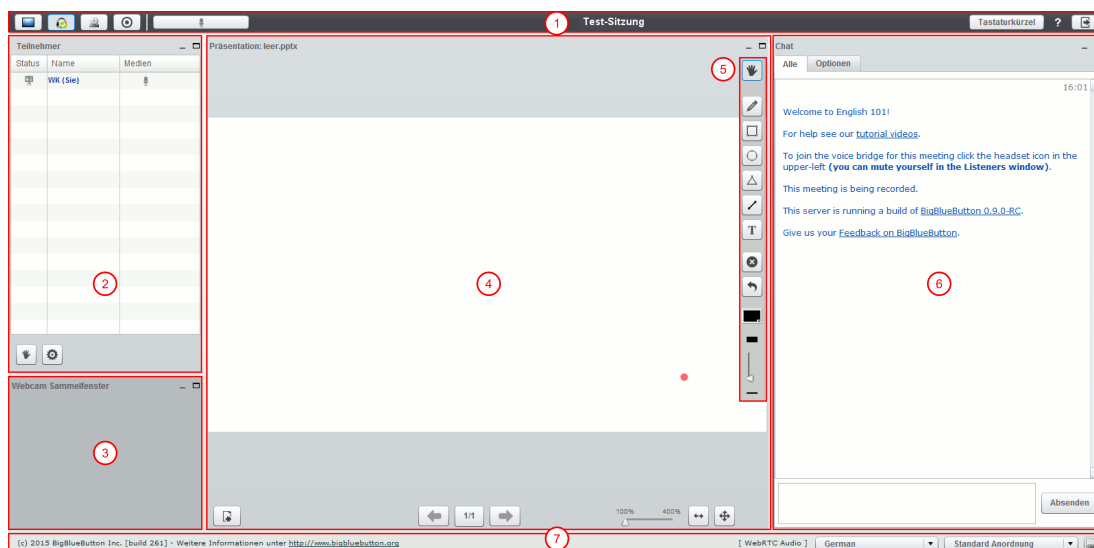 1
Test-Sitzung
Tastaturkürzel
?
Teilnehmer
Status Name Medien
WK (Sie)
2
Webcam Sammelfenster
3
Präsentation: leer.pptx
5
T
4
1/1
100% 400%
Chat
Alle Optionen
16:01
Welcome to English 101!
For help see our tutorial videos.
To join the voice bridge for this meeting click the headset icon in the
upper-left (you can mute yourself in the Listeners window).
This meeting is being recorded.
This server is running a build of BigBlueButton 0.9.0-RC.
Give us your Feedback on BigBlueButton.
6
Absenden
7
(c) 2015 BigBlueButton Inc. [build 261] - Weitere Informationen unter http://www.bigbluebutton.org
[ WebRTC Audio ] German Standard Anordnung